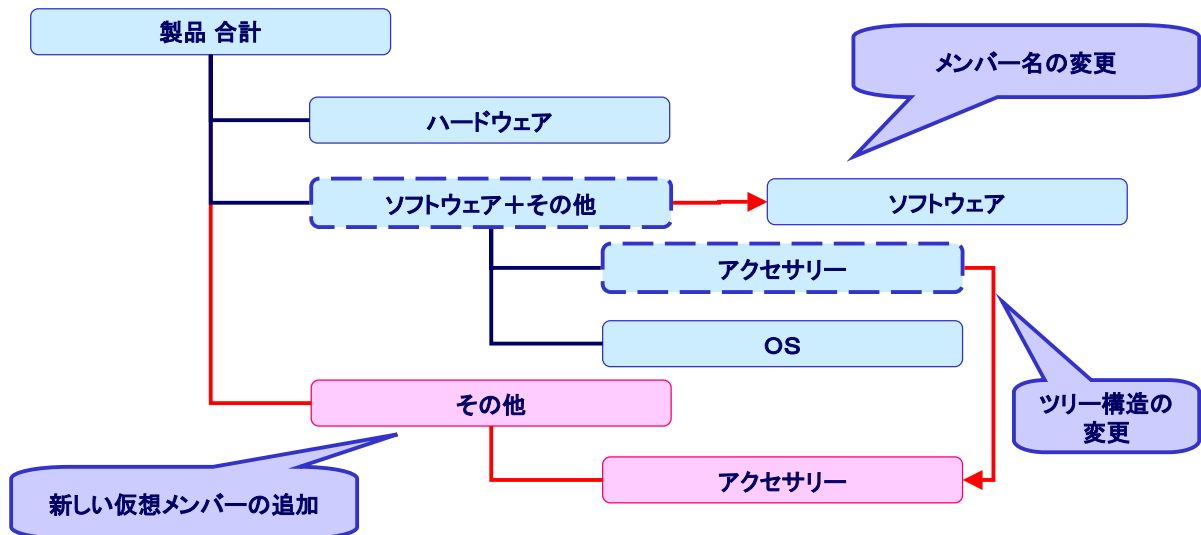 製品 合計
メンバー名の変更
ハードウェア
ソフトウェア＋その他
ソフトウェア
アクセサリー
ＯＳ
その他
ツリー構造の
変更
アクセサリー
新しい仮想メンバーの追加